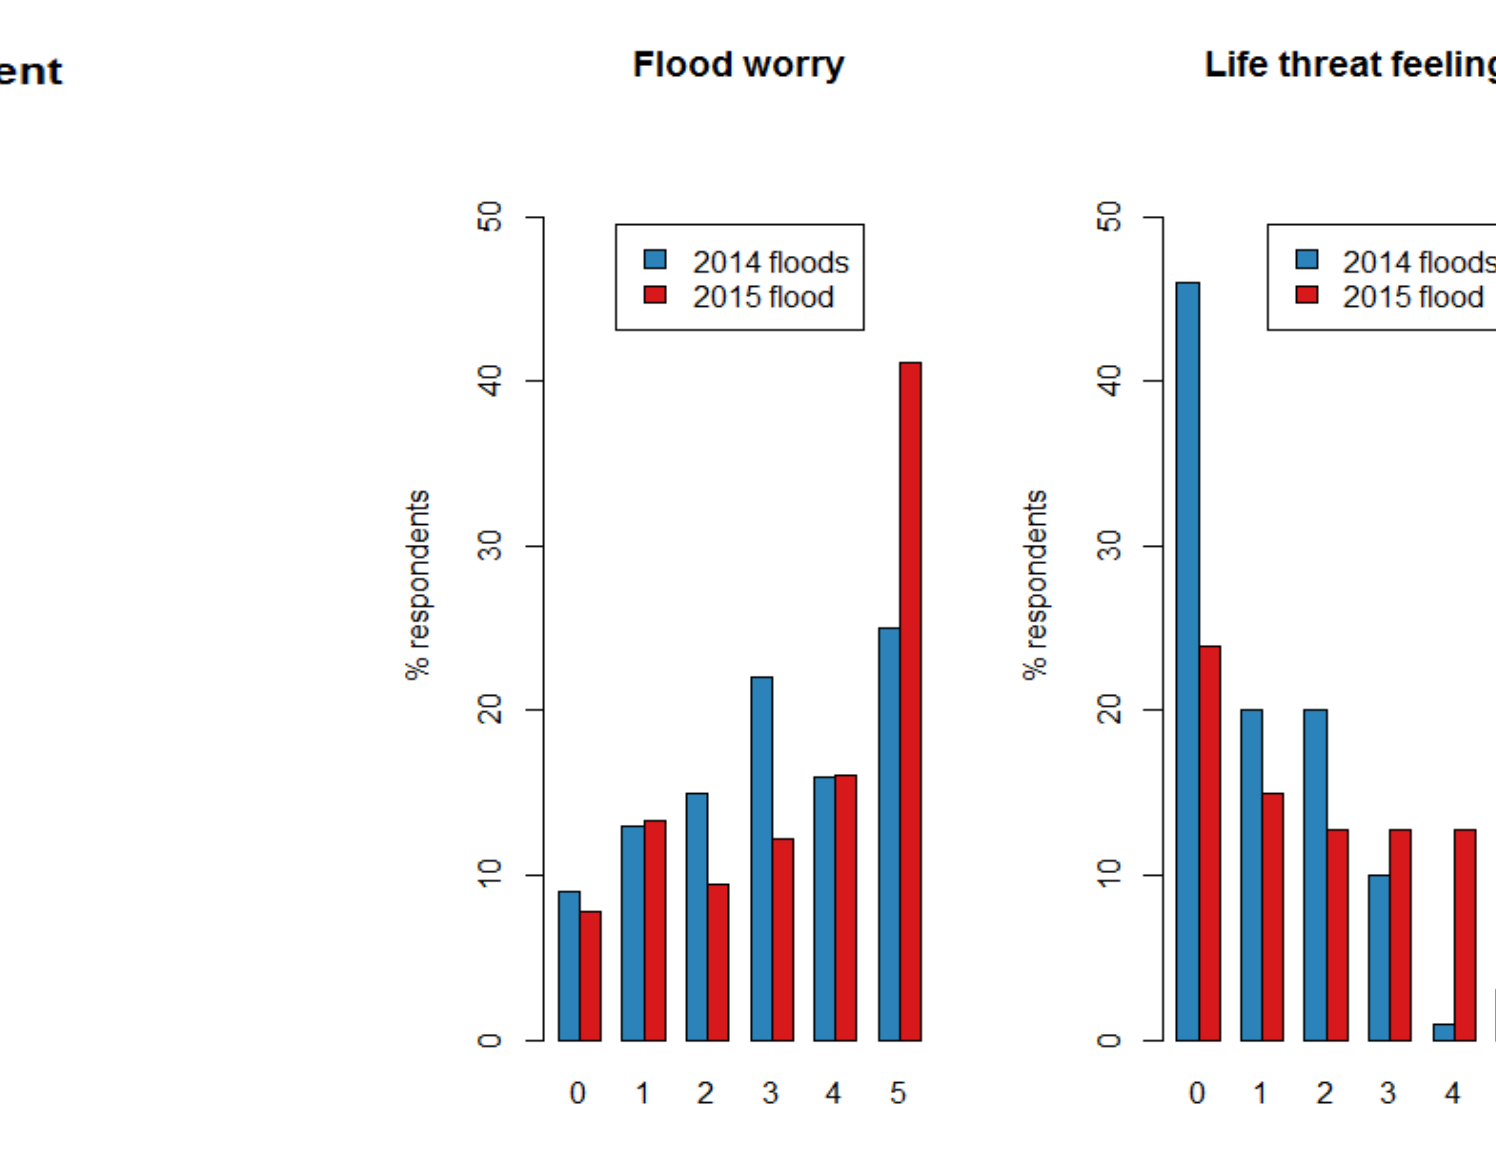 ent
Flood worry
Life threat feeling
% respondents
50
40
30
20
10
0
2014 floods
2015 flood
0 1 2 3 4 5
% respondents
50
40
30
20
10
0
2014 floods
2015 flood
0 1 2 3 4